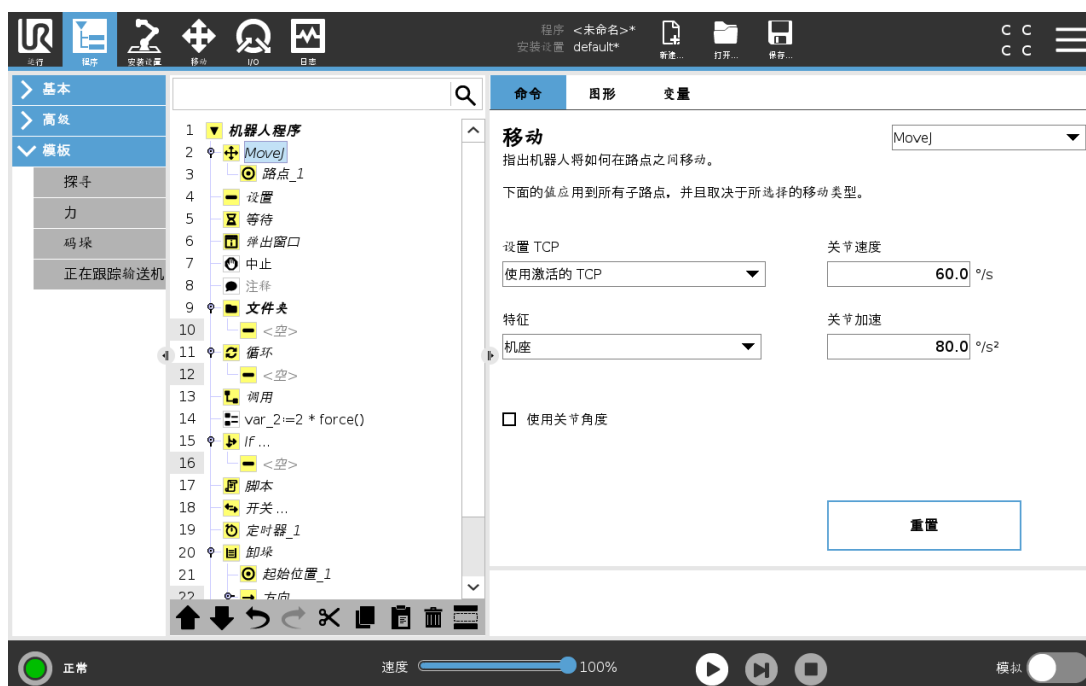 程序 <未命名>*
安装设置 default*
新建... 打开... 保存...
C C
C C
运行 程序 安装设置 移动 I/O 日志
基本
高级
模板
探寻
力
码垛
正在跟踪输送机
1 机器人程序
2 MoveJ
3 路点_1
4 设置
5 等待
6 弹出窗口
7 中止
8 注释
9 文件夹
10 <空>
11 循环
12 <空>
13 调用
14 var_2:=2 * force()
15 If ...
16 <空>
17 脚本
18 开关 ...
19 定时器_1
20 卸垛
21 起始位置_1
22 方向
命令 图形 变量
移动 MoveJ
指出机器人将如何在路点之间移动。
下面的值应用到所有子路点，并且取决于所选择的移动类型。
设置 TCP 关节速度
使用激活的 TCP 60.0 °/s
特征 关节加速
机座 80.0 °/s²
使用关节角度
重置
正常 速度 100% 模拟